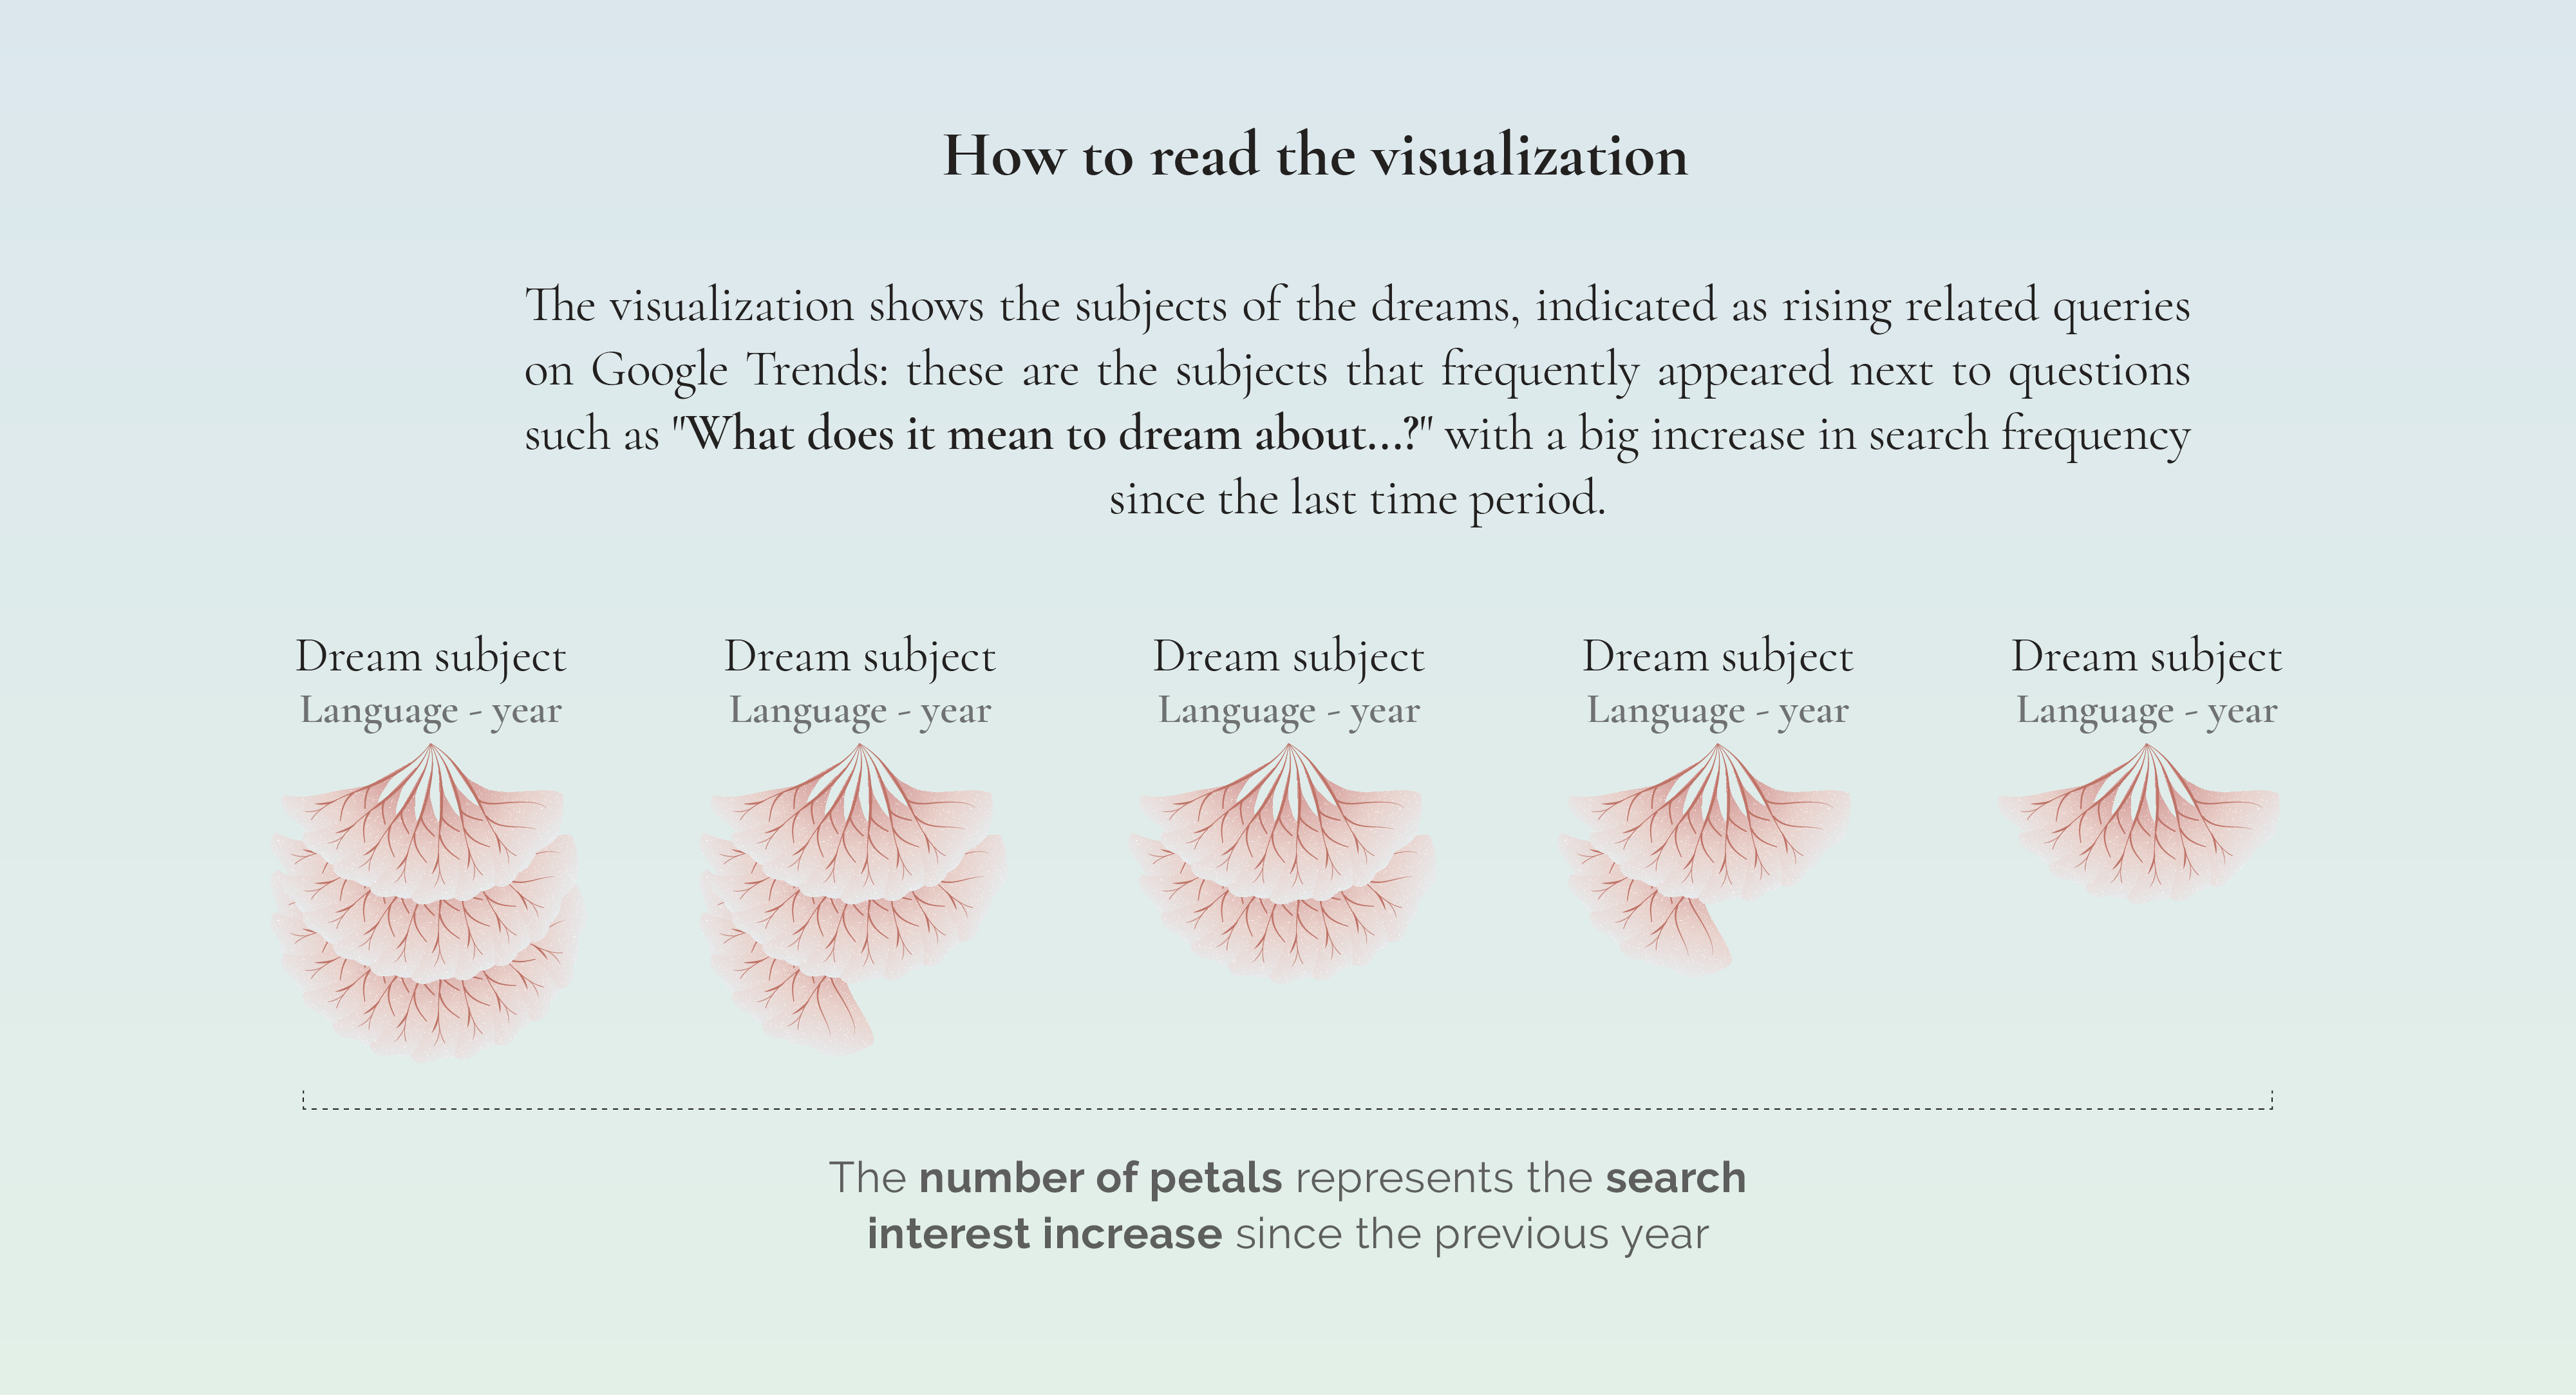 How to read the visualization
The visualization shows the subjects of the dreams, indicated as rising related queries
on Google Trends: these are the subjects that frequently appeared next to questions
such as "What does it mean to dream about...?" with a big increase in search frequency
since the last time period.
Dream subject
Language - year
Dream subject
Language - year
Dream subject
Language - year
Dream subject
Language - year
Dream subject
Language - year
The number of petals represents the search
interest increase since the previous year